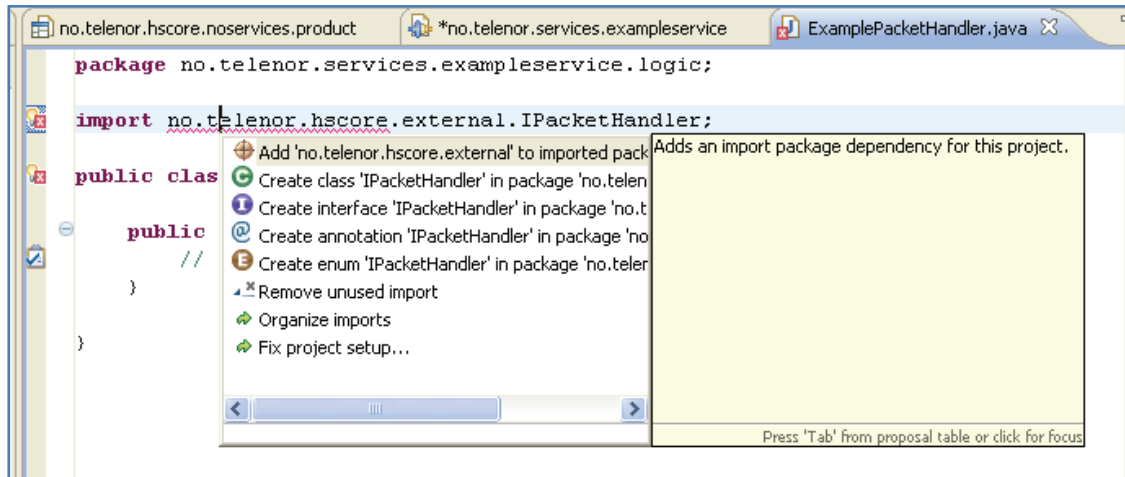 no.telenor.hscore.noservices.product *no.telenor.services.exampleservice ExamplePacketHandler.java
package no.telenor.services.exampleservice.logic;
import no.telenor.hscore.external.IPacketHandler;
Add 'no.telenor.hscore.external' to imported pack
Adds an import package dependency for this project.
public clas
Create class 'IPacketHandler' in package 'no.telen
Create interface 'IPacketHandler' in package 'no.t
public
Create annotation 'IPacketHandler' in package 'no
//
Create enum 'IPacketHandler' in package 'no.teler
}
Remove unused import
Organize imports
}
Fix project setup...
Press 'Tab' from proposal table or click for focus